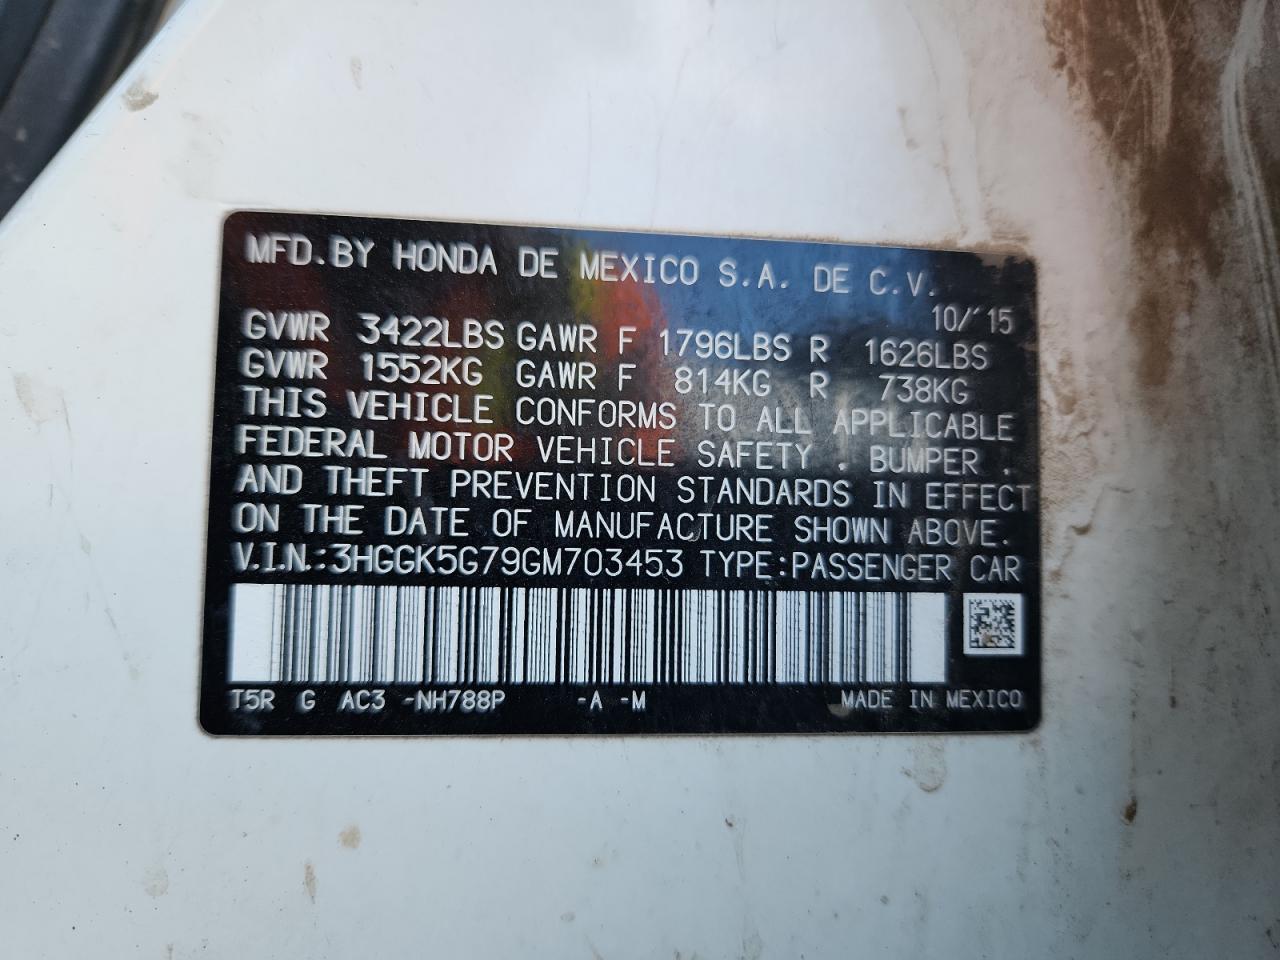 MFD.BY HONDA DE MEXICO S.A. DE C.V.
10/'15
GVWR 3422LBS GAWR F 1796LBS R 1626LBS
GVWR 1552KG GAWR F 814KG R 738KG
THIS VEHICLE CONFORMS TO ALL APPLICABLE
FEDERAL MOTOR VEHICLE SAFETY , BUMPER ,
AND THEFT PREVENTION STANDARDS IN EFFECT
ON THE DATE OF MANUFACTURE SHOWN ABOVE.
V.I.N.:3HGGK5G79GM703453 TYPE:PASSENGER CAR
T5R G AC3 -NH788P -A -M MADE IN MEXICO